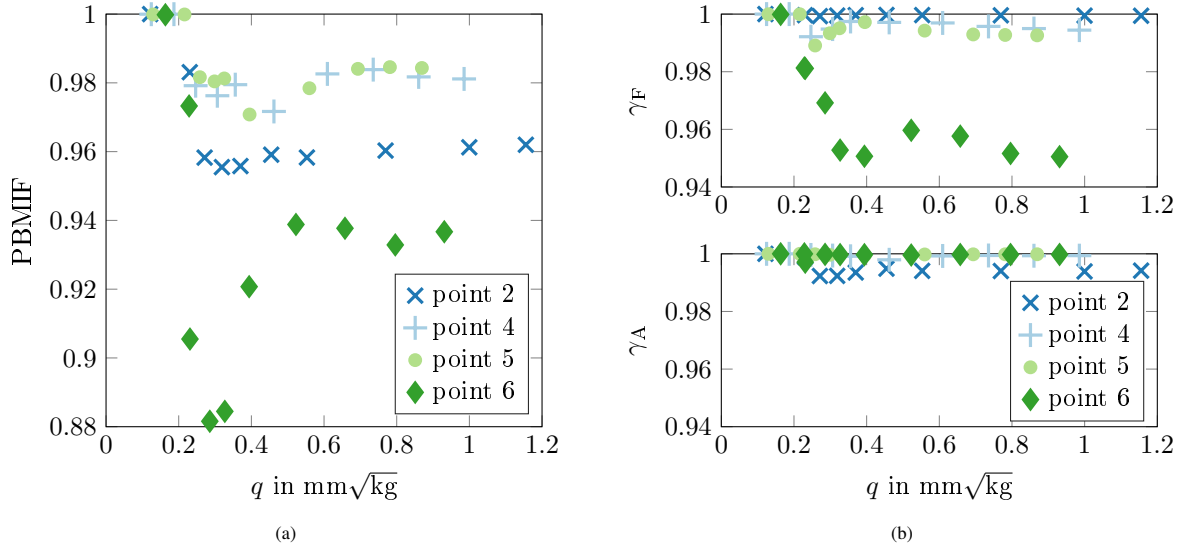 1
0.98
0.96
0.94
0.92
0.9
0.88
PBMIF
0 0.2 0.4 0.6 0.8 1 1.2
q in mm√kg
point 2
point 4
point 5
point 6
(a)
1
0.98
0.96
0.94
γF
0 0.2 0.4 0.6 0.8 1 1.2
1
0.98
0.96
0.94
γA
0 0.2 0.4 0.6 0.8 1 1.2
q in mm√kg
point 2
point 4
point 5
point 6
(b)